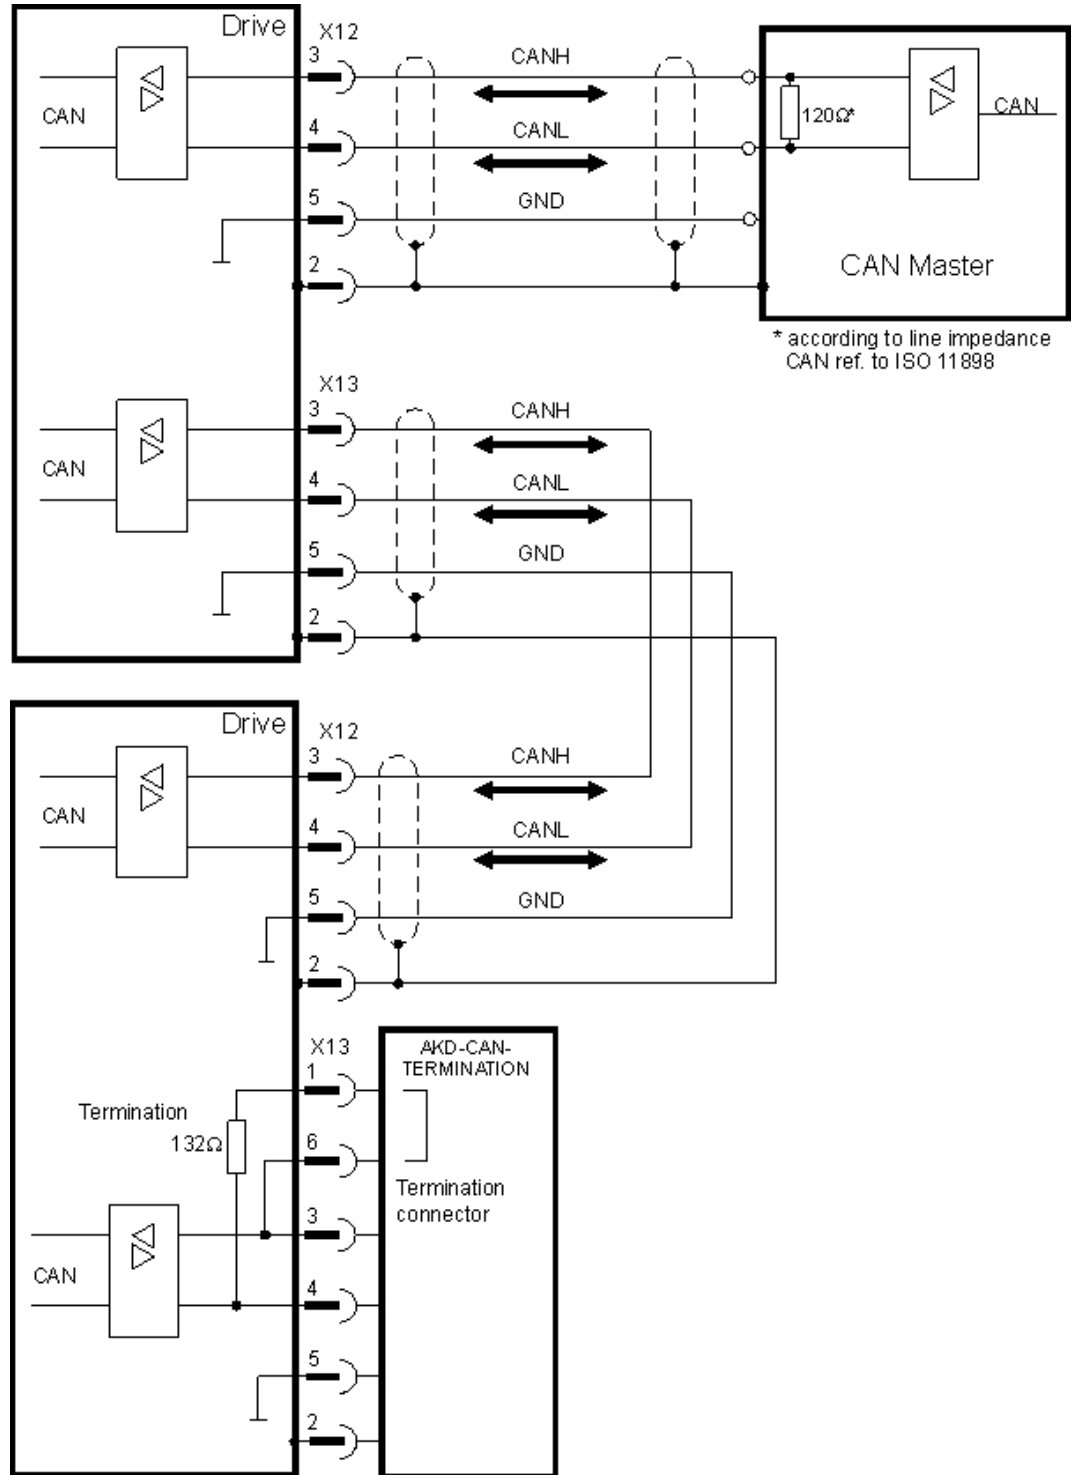 Drive
X12
3
CANH
CAN
120Ω*
CAN
4
CANL
5
GND
2
CAN Master
* according to line impedance
CAN ref. to ISO 11898
X13
3
CANH
CAN
4
CANL
5
GND
2
Drive
X12
3
CANH
CAN
4
CANL
5
GND
2
X13
AKD-CAN-
TERMINATION
1
Termination
132Ω
6
Termination
connector
3
CAN
4
5
2